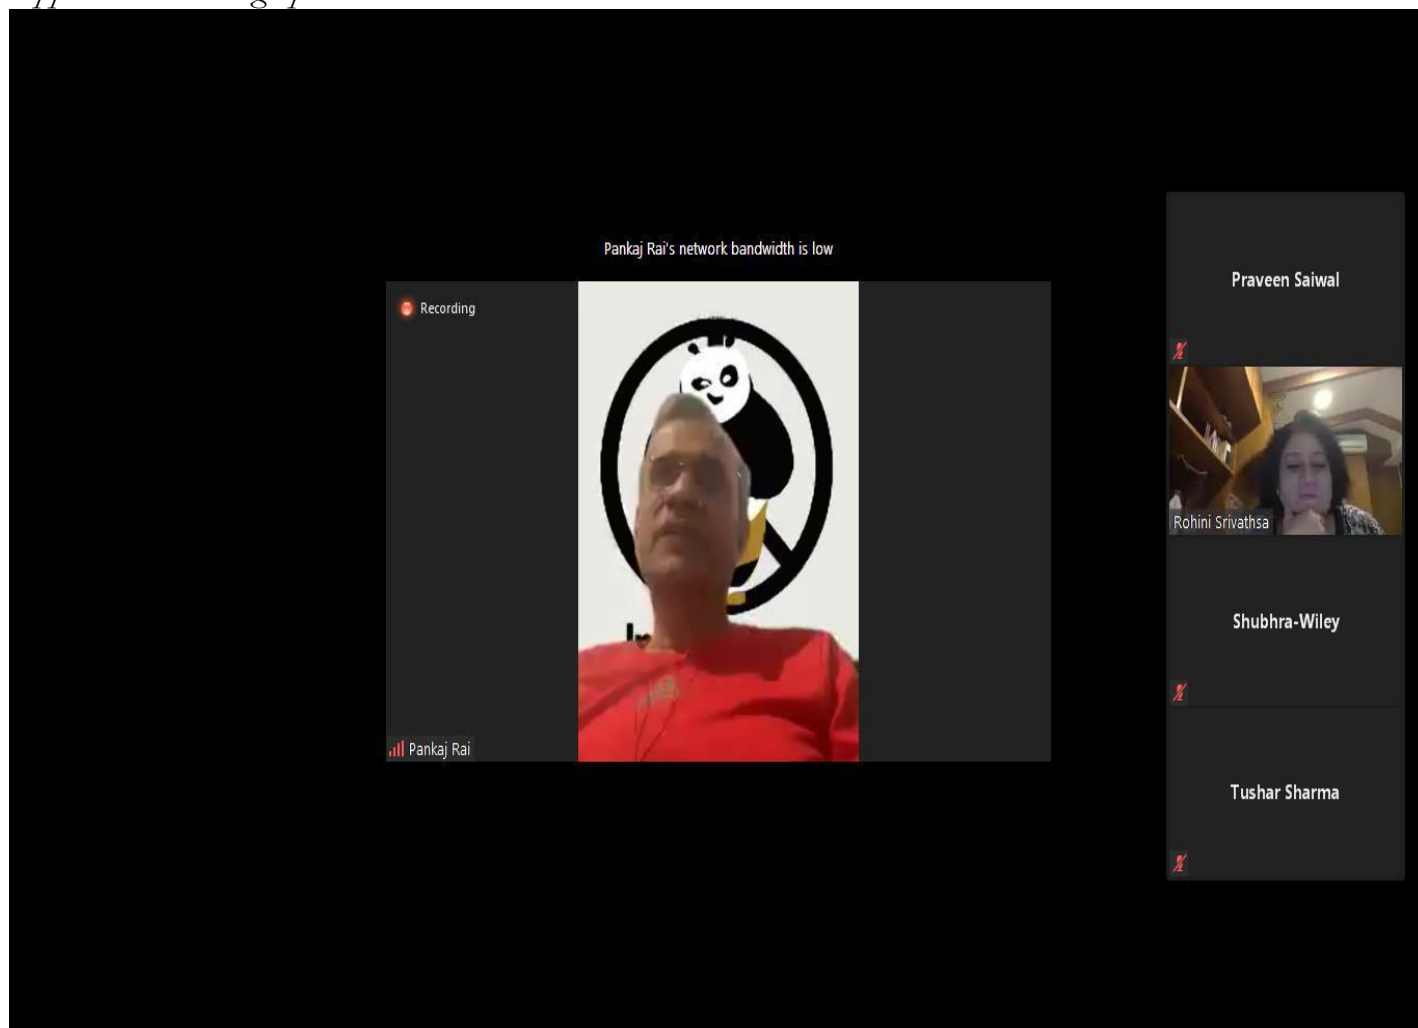 Pankaj Rai's network bandwidth is low
Recording
Pankaj Rai
Praveen Saiwal
Rohini Srivathsa
Shubhra-Wiley
Tushar Sharma